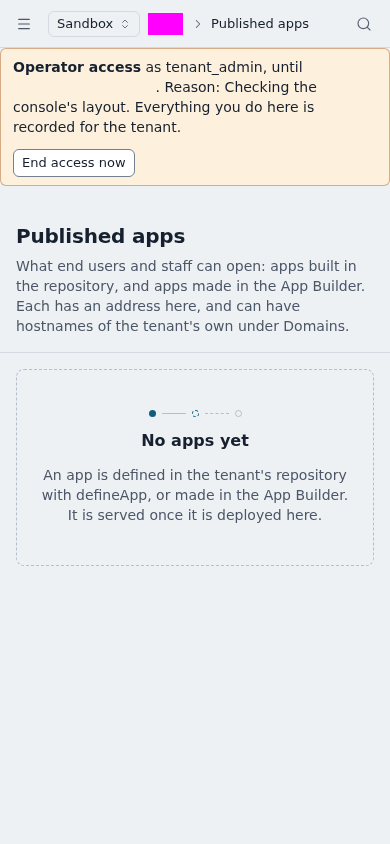 Sandbox
Published apps
Operator access as tenant_admin, until
. Reason: Checking the
console's layout. Everything you do here is
recorded for the tenant.
End access now
Published apps
What end users and staff can open: apps built in
the repository, and apps made in the App Builder.
Each has an address here, and can have
hostnames of the tenant's own under Domains.
No apps yet
An app is defined in the tenant's repository
with defineApp, or made in the App Builder.
It is served once it is deployed here.